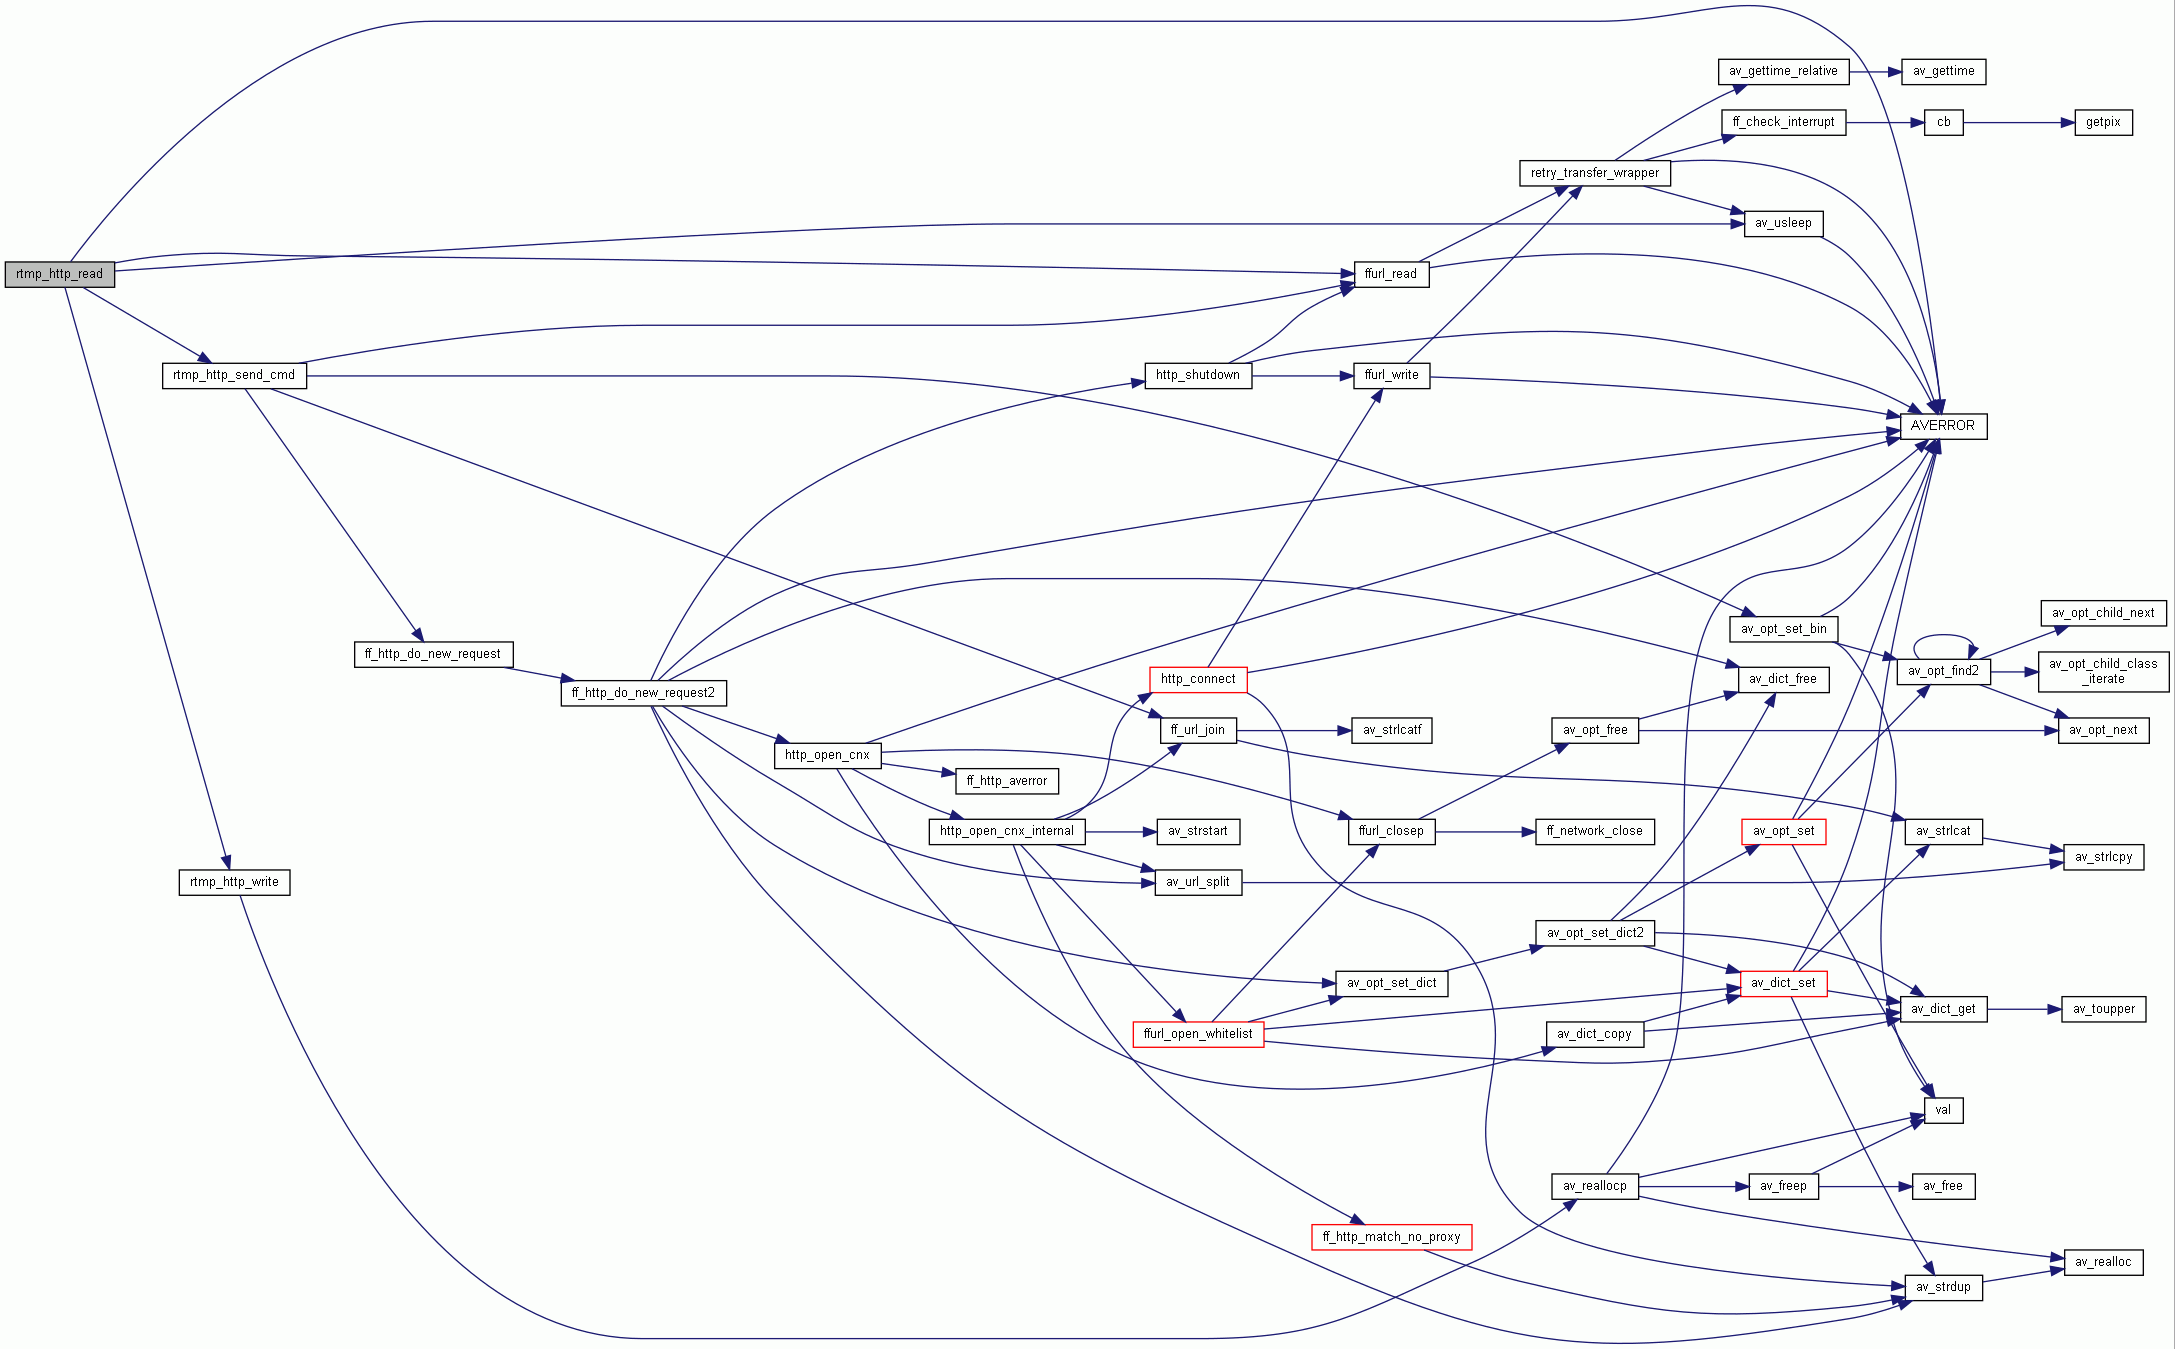 av_gettime_relative
av_gettime
ff_check_interrupt
cb
getpix
retry_transfer_wrapper
av_usleep
rtmp_http_read
ffurl_read
rtmp_http_send_cmd
http_shutdown
ffurl_write
AVERROR
av_opt_child_next
av_opt_set_bin
ff_http_do_new_request
av_opt_child_class
_iterate
av_opt_find2
http_connect
av_dict_free
ff_http_do_new_request2
ff_url_join
av_strlcatf
av_opt_free
av_opt_next
http_open_cnx
ff_http_averror
http_open_cnx_internal
av_strstart
ffurl_closep
ff_network_close
av_opt_set
av_strlcat
av_strlcpy
rtmp_http_write
av_url_split
av_opt_set_dict2
av_opt_set_dict
av_dict_set
av_dict_get
av_toupper
ffurl_open_whitelist
av_dict_copy
val
av_reallocp
av_freep
av_free
ff_http_match_no_proxy
av_realloc
av_strdup